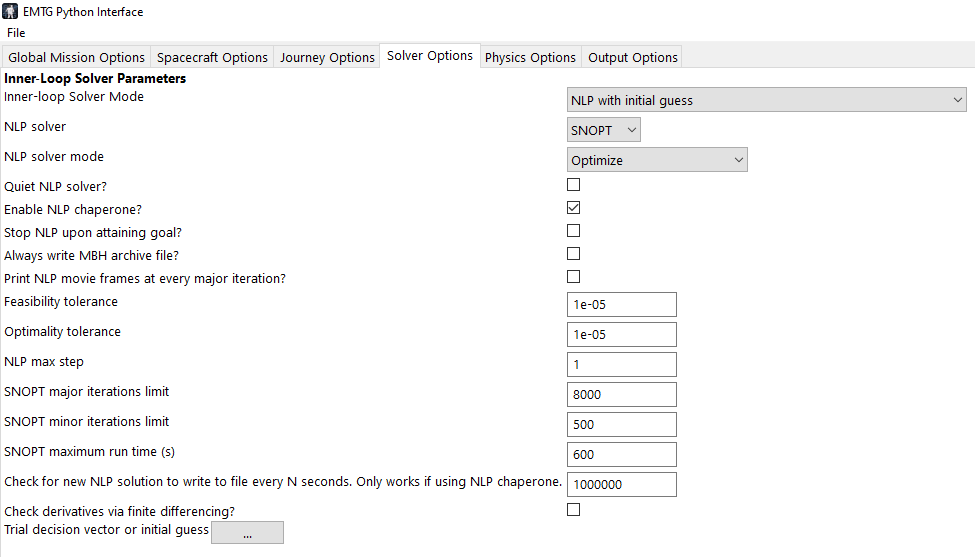 EMTG Python Interface
File
Global Mission Options Spacecraft Options Journey Options Solver Options Physics Options Output Options
Inner-Loop Solver Parameters
Inner-loop Solver Mode NLP with initial guess
NLP solver SNOPT
NLP solver mode Optimize
Quiet NLP solver?
Enable NLP chaperone?
Stop NLP upon attaining goal?
Always write MBH archive file?
Print NLP movie frames at every major iteration?
Feasibility tolerance 1e-05
Optimality tolerance 1e-05
NLP max step 1
SNOPT major iterations limit 8000
SNOPT minor iterations limit 500
SNOPT maximum run time (s) 600
Check for new NLP solution to write to file every N seconds. Only works if using NLP chaperone. 1000000
Check derivatives via finite differencing?
Trial decision vector or initial guess ...